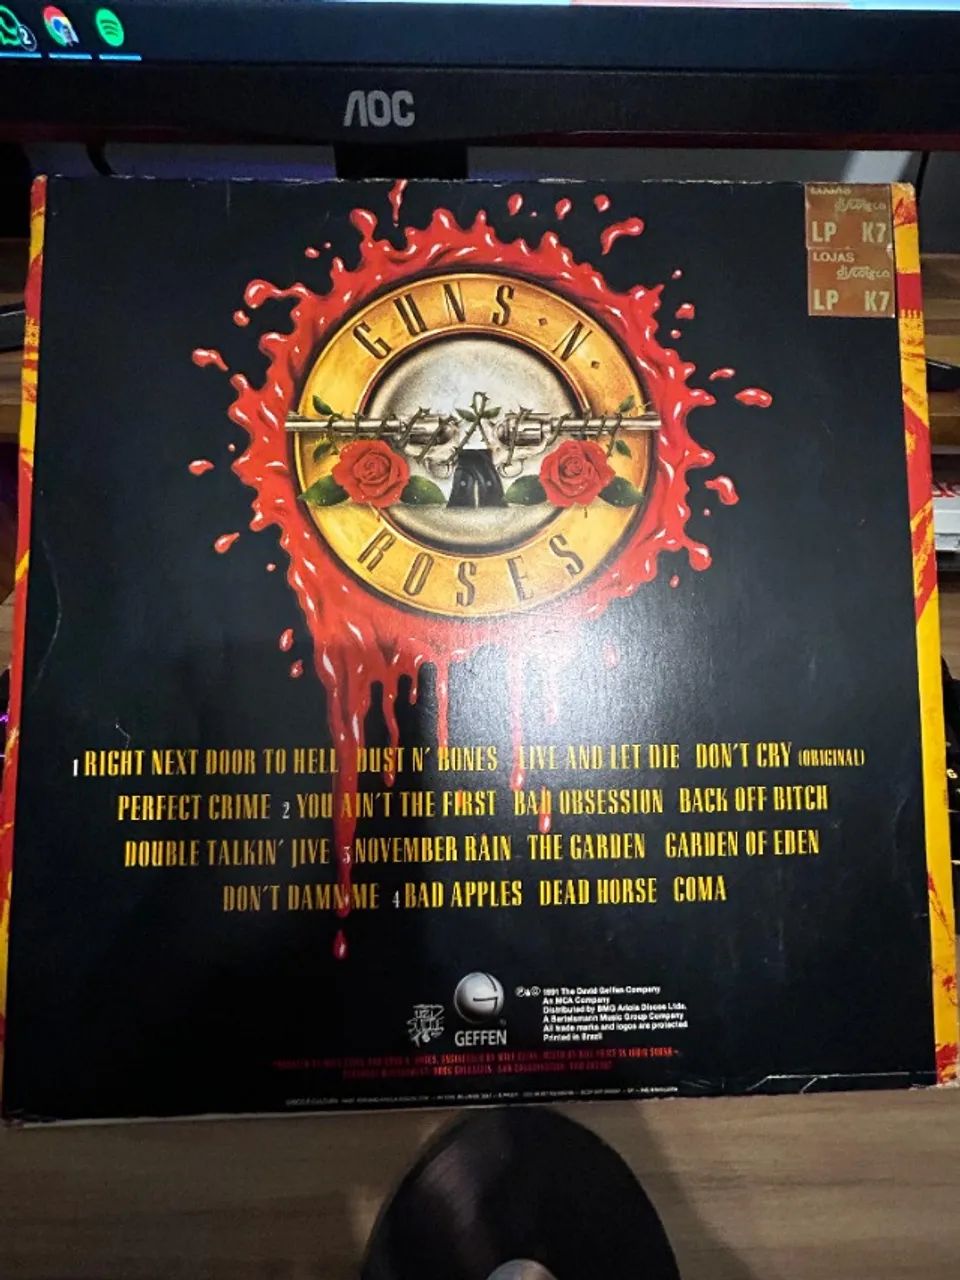 2
AOC
LOJAS
discoteca
LP K7
LOJAS
discoteca
LP K7
GUNS · N ·
ROSES
1 RIGHT NEXT DOOR TO HELL DUST N' BONES LIVE AND LET DIE DON'T CRY (ORIGINAL)
PERFECT CRIME 2 YOU AIN'T THE FIRST BAD OBSESSION BACK OFF BITCH
DOUBLE TALKIN' JIVE 3 NOVEMBER RAIN THE GARDEN GARDEN OF EDEN
DON'T DAMN ME 4 BAD APPLES DEAD HORSE COMA
GEFFEN
℗&© 1991 The David Geffen Company
An MCA Company
Distributed by BMG Ariola Discos Ltda.
A Bertelsmann Music Group Company
All trade marks and logos are protected
Printed in Brazil